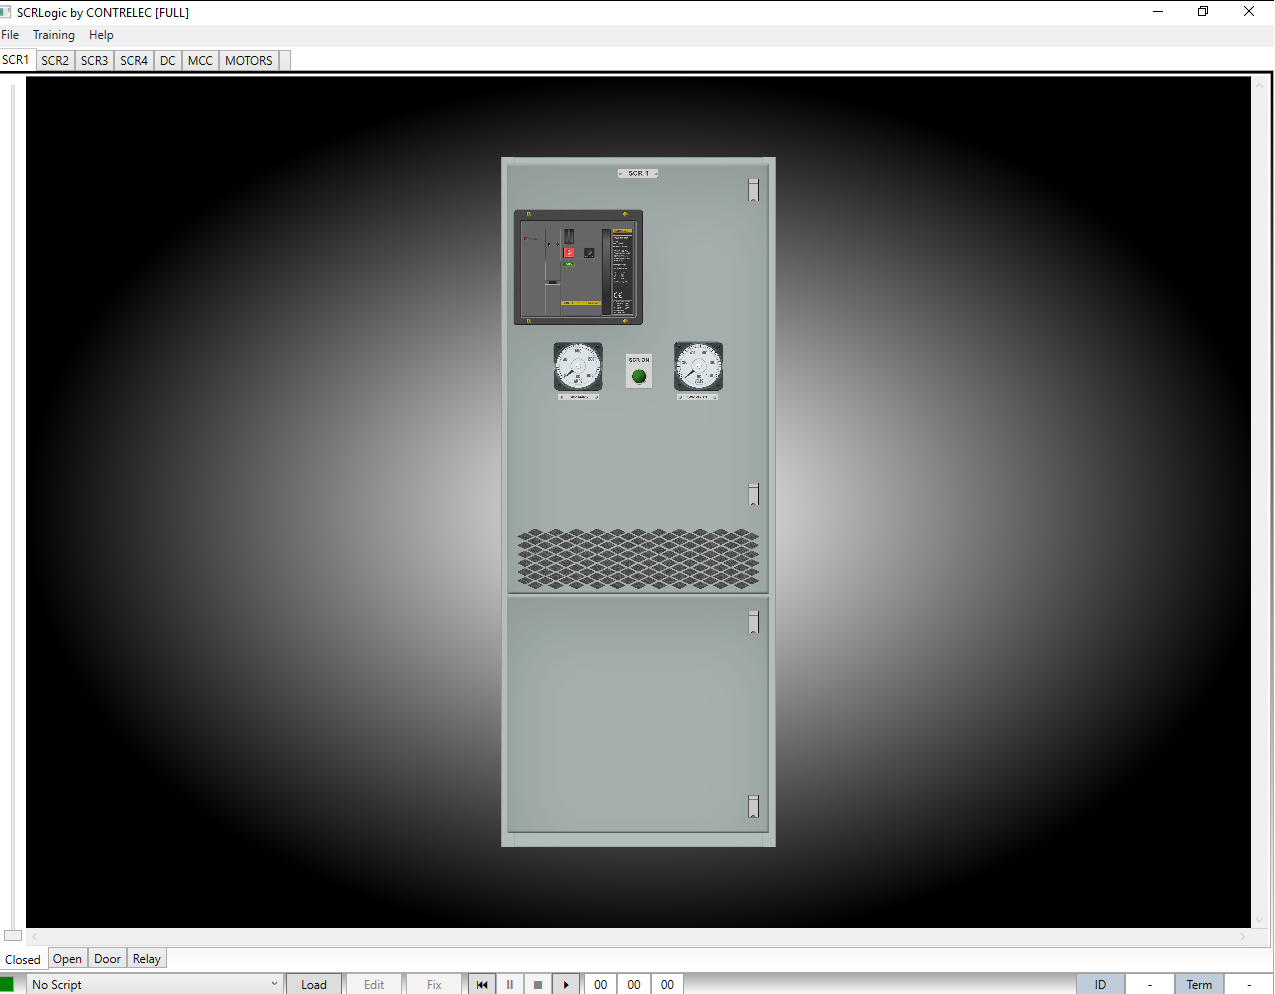 SCRLogic by CONTRELEC [FULL]
File Training Help
SCR1 SCR2 SCR3 SCR4 DC MCC MOTORS
SCR 1
CE
SCR ON
Closed Open Door Relay
No Script Load Edit Fix 00 00 00 ID - Term -